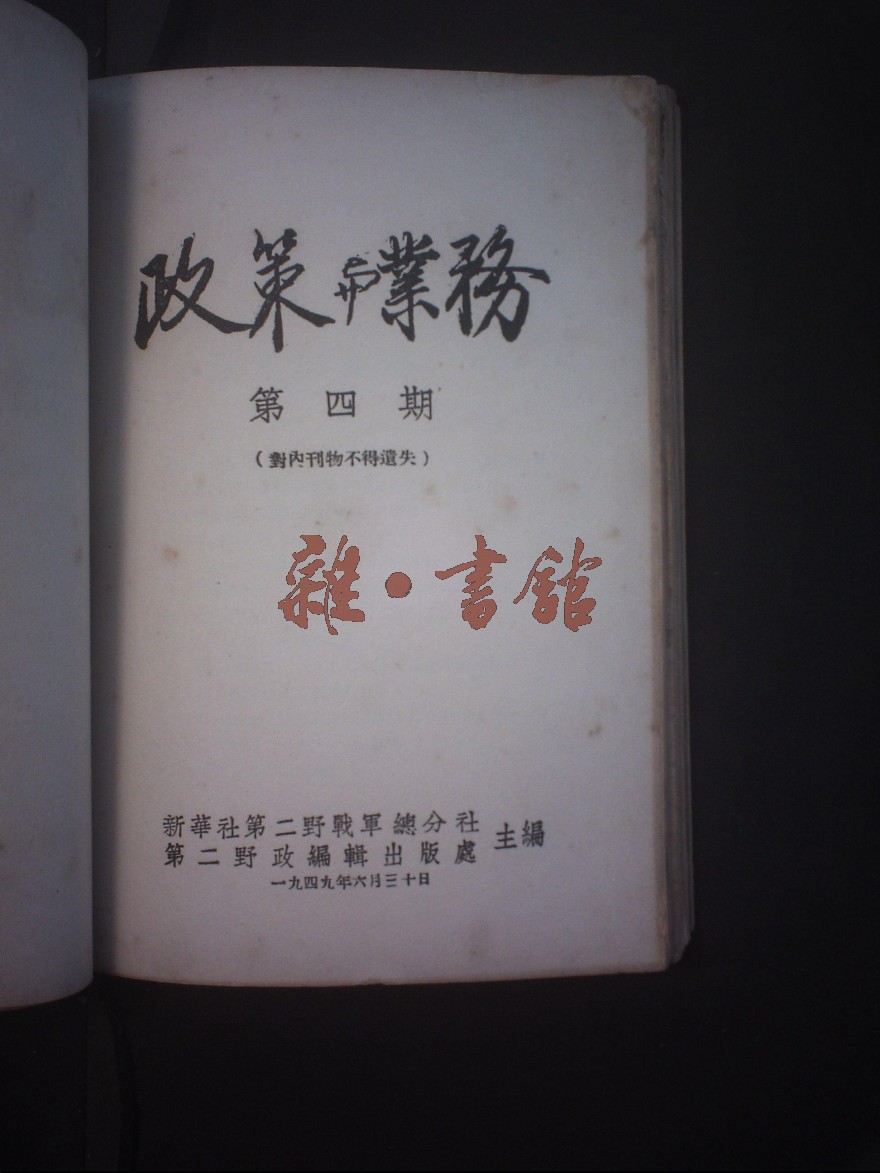 政策与業務
第四期
（對內刊物不得遺失）
雜·書館
新華社第二野戰軍總分社
第二野政編輯出版處
主編
一九四九年六月三十日